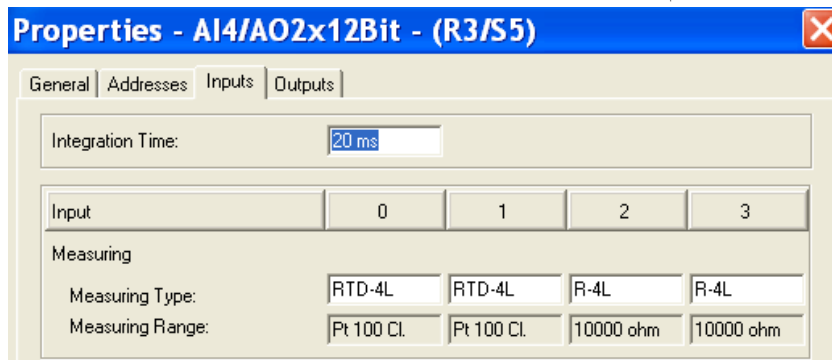 Properties - AI4/AO2x12Bit - (R3/S5)
General Addresses Inputs Outputs
Integration Time: 20 ms
Input 0 1 2 3
Measuring
Measuring Type: RTD-4L RTD-4L R-4L R-4L
Measuring Range: Pt 100 Cl. Pt 100 Cl. 10000 ohm 10000 ohm